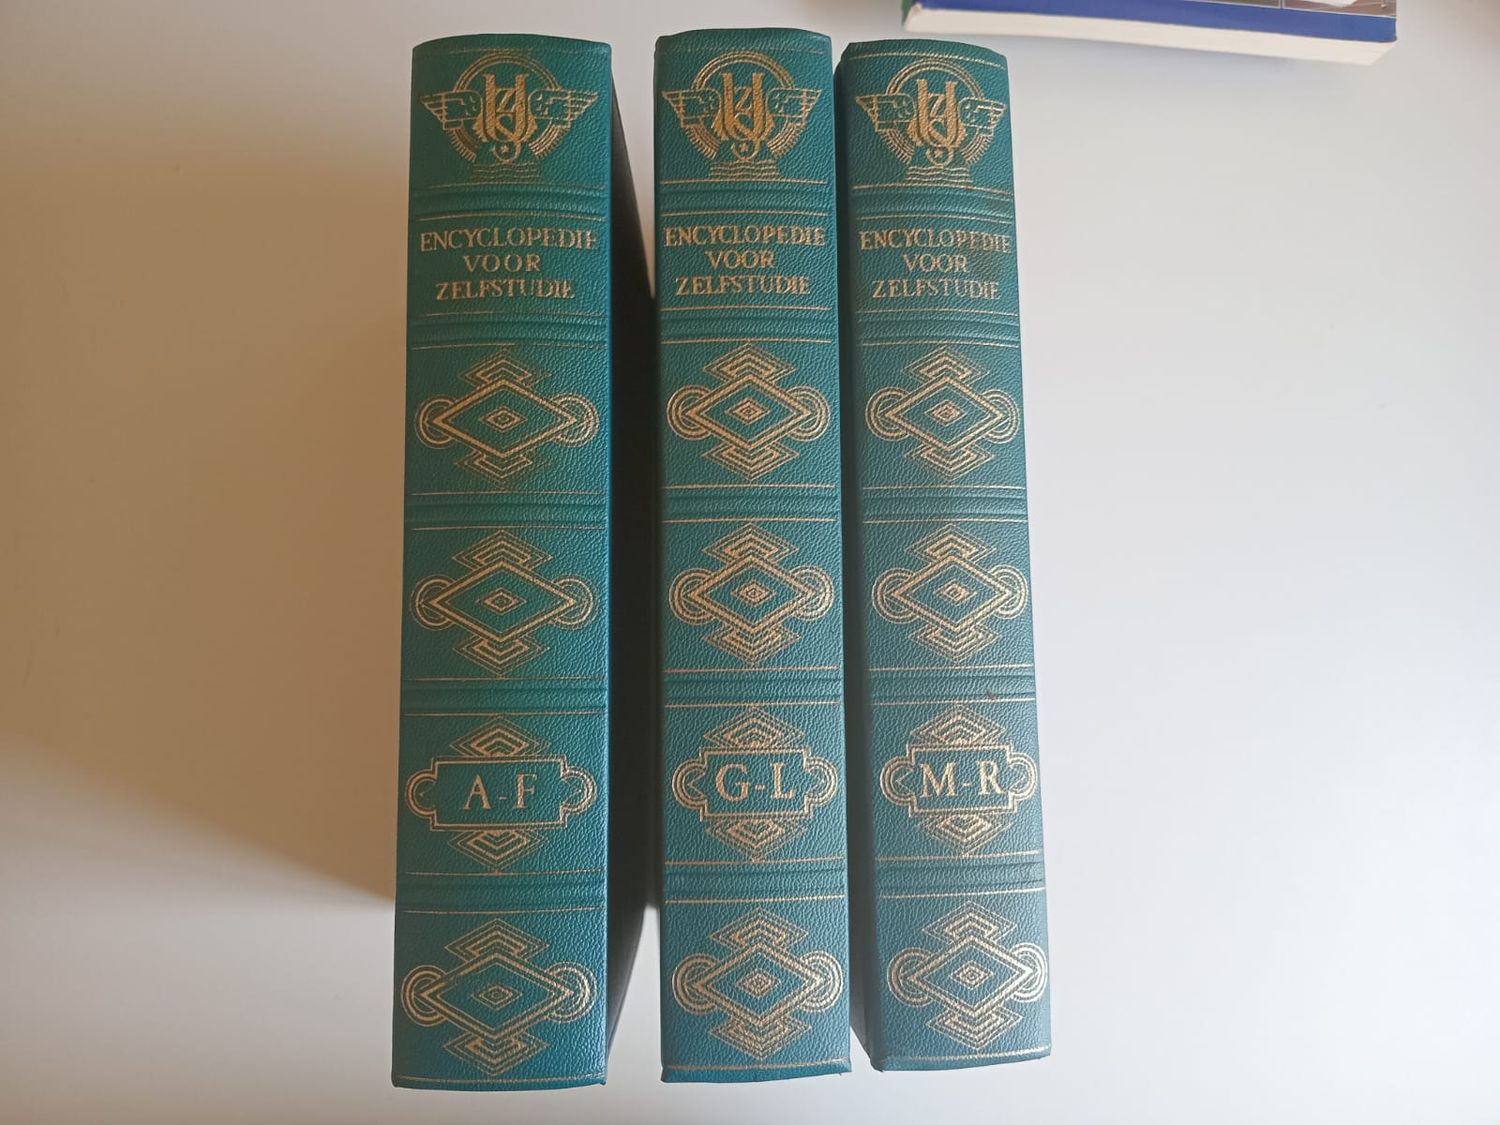 ENCYCLOPEDIE
VOOR
ZELFSTUDIE
A-F
ENCYCLOPEDIE
VOOR
ZELFSTUDIE
G-L
ENCYCLOPEDIE
VOOR
ZELFSTUDIE
M-R